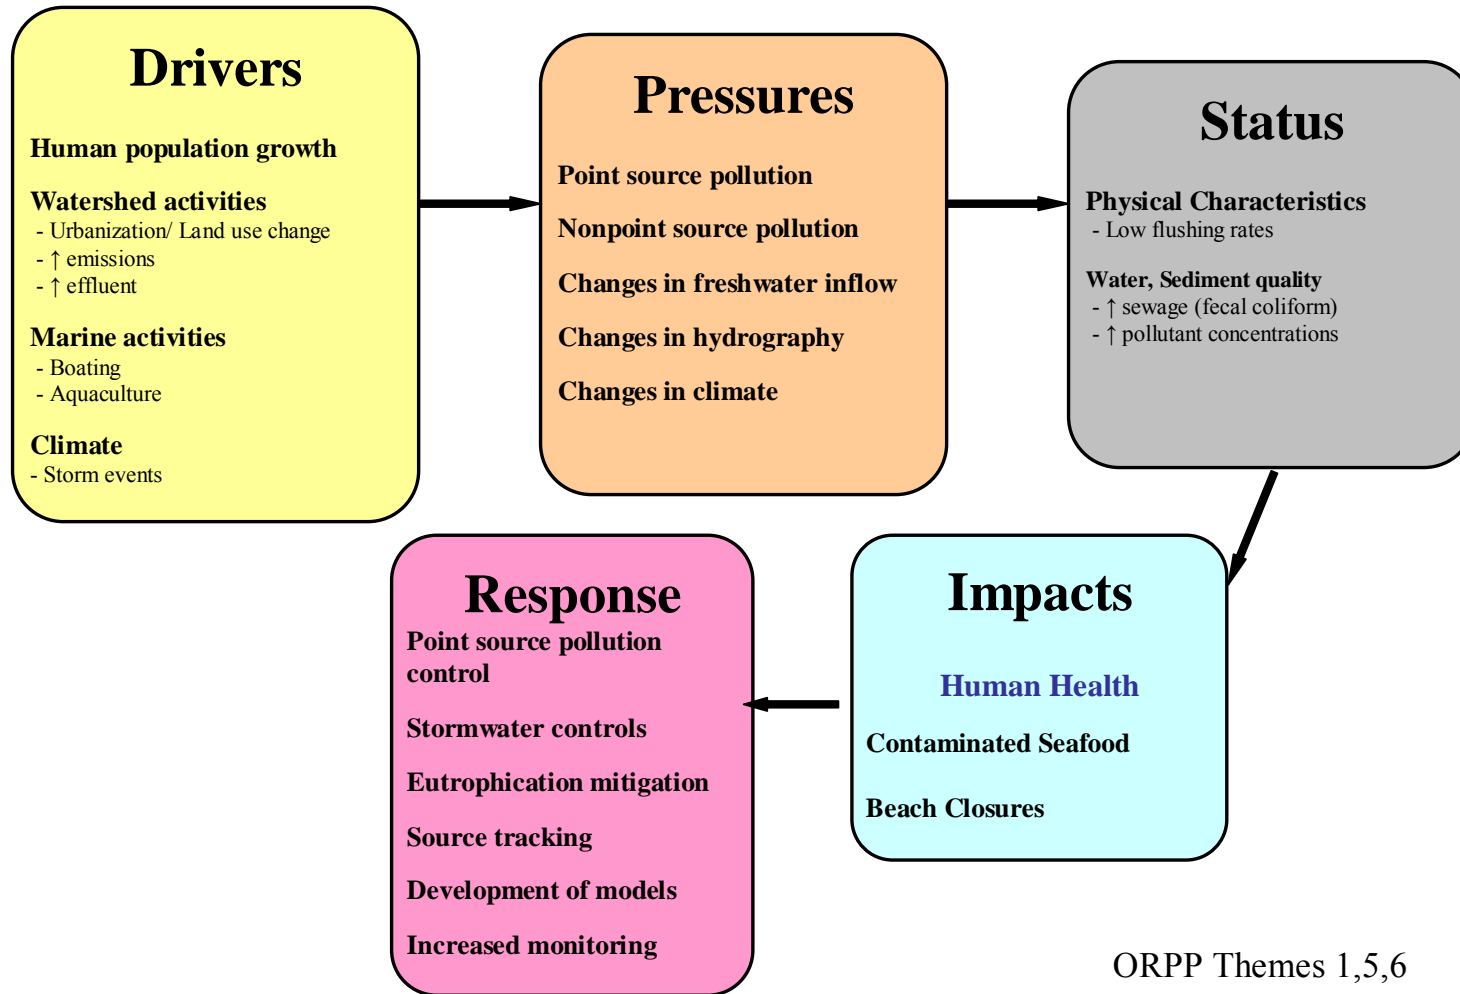 Drivers
Human population growth
Watershed activities
- Urbanization/ Land use change
- ↑ emissions
- ↑ effluent
Marine activities
- Boating
- Aquaculture
Climate
- Storm events
Pressures
Point source pollution
Nonpoint source pollution
Changes in freshwater inflow
Changes in hydrography
Changes in climate
Status
Physical Characteristics
- Low flushing rates
Water, Sediment quality
- ↑ sewage (fecal coliform)
- ↑ pollutant concentrations
Impacts
Human Health
Contaminated Seafood
Beach Closures
Response
Point source pollution
control
Stormwater controls
Eutrophication mitigation
Source tracking
Development of models
Increased monitoring
ORPP Themes 1,5,6